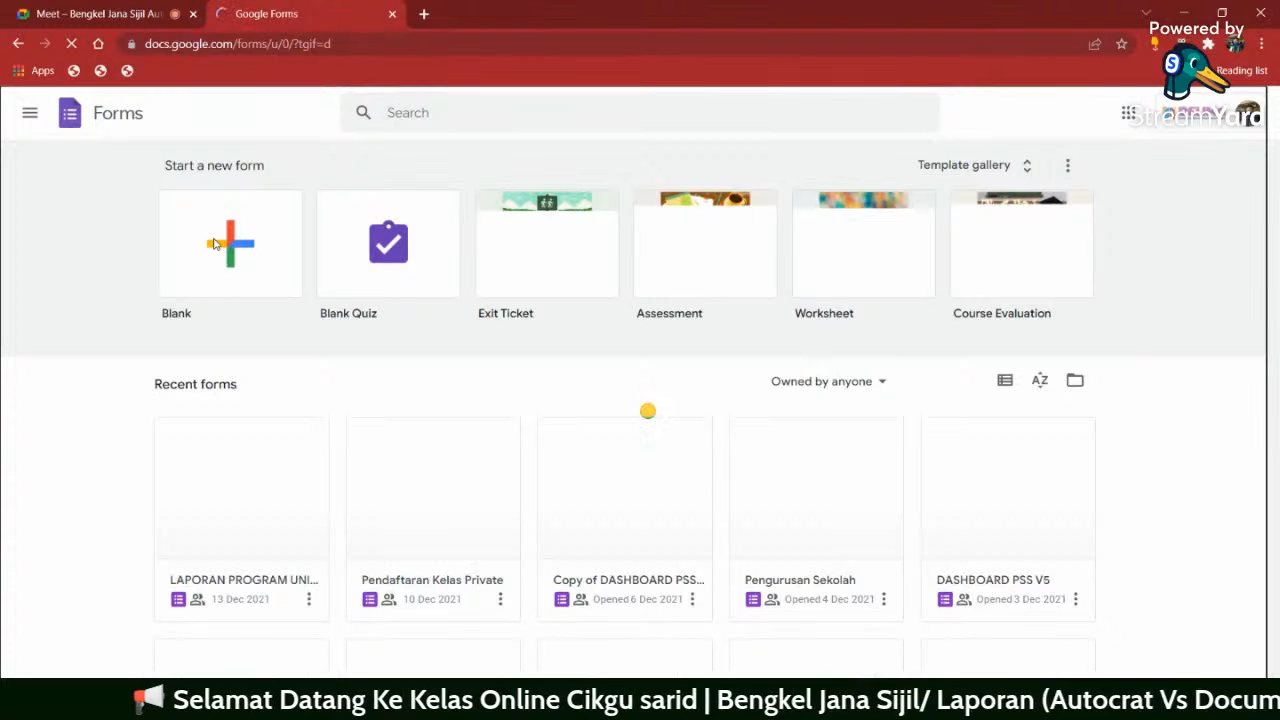 Meet – Bengkel Jana Sijil Aut
Google Forms
docs.google.com/forms/u/0/?tgif=d
Powered by
StreamYard
Apps
Reading list
Forms
Search
Start a new form
Template gallery
Blank
Blank Quiz
Exit Ticket
Assessment
Worksheet
Course Evaluation
Recent forms
Owned by anyone
LAPORAN PROGRAM UNI...
Pendaftaran Kelas Private
Copy of DASHBOARD PSS...
Pengurusan Sekolah
DASHBOARD PSS V5
13 Dec 2021
10 Dec 2021
Opened 6 Dec 2021
Opened 4 Dec 2021
Opened 3 Dec 2021
Selamat Datang Ke Kelas Online Cikgu sarid | Bengkel Jana Sijil/ Laporan (Autocrat Vs Docum